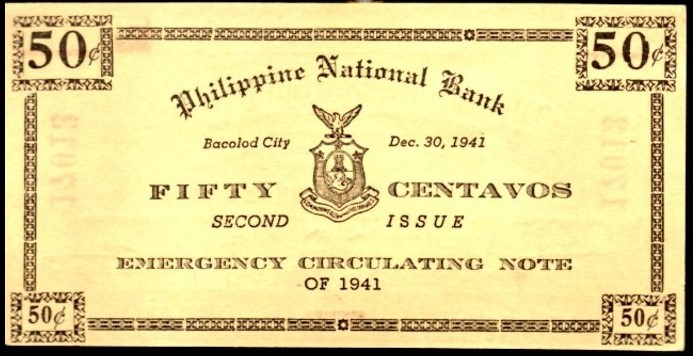 50¢ 50¢
Philippine National Bank
Bacolod City Dec. 30, 1941
FIFTY CENTAVOS
SECOND ISSUE
EMERGENCY CIRCULATING NOTE
OF 1941
50¢ 50¢